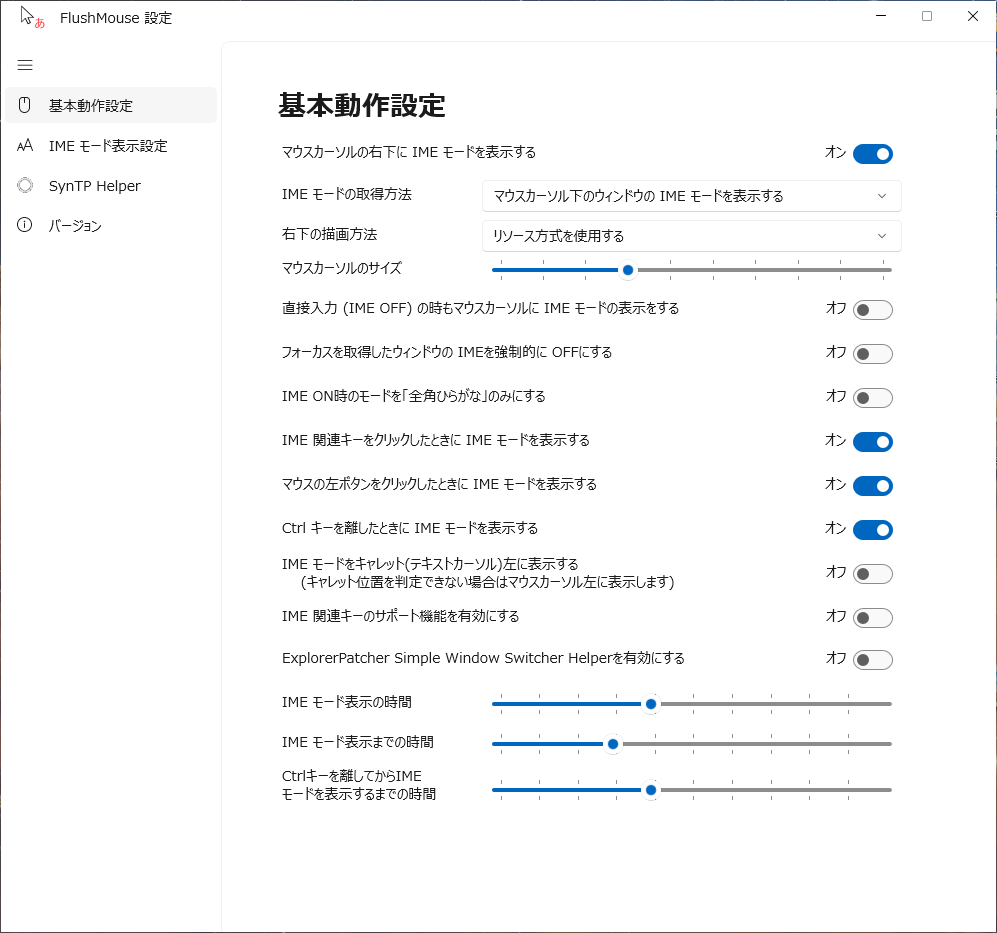 FlushMouse 設定
基本動作設定
IME モード表示設定
SynTP Helper
バージョン
基本動作設定
マウスカーソルの右下に IME モードを表示する
オン
IME モードの取得方法
マウスカーソル下のウィンドウの IME モードを表示する
右下の描画方法
リソース方式を使用する
マウスカーソルのサイズ
直接入力 (IME OFF) の時もマウスカーソルに IME モードの表示をする
オフ
フォーカスを取得したウィンドウの IMEを強制的に OFFにする
オフ
IME ON時のモードを「全角ひらがな」のみにする
オフ
IME 関連キーをクリックしたときに IME モードを表示する
オン
マウスの左ボタンをクリックしたときに IME モードを表示する
オン
Ctrl キーを離したときに IME モードを表示する
オン
IME モードをキャレット(テキストカーソル)左に表示する
(キャレット位置を判定できない場合はマウスカーソル左に表示します)
オフ
IME 関連キーのサポート機能を有効にする
オフ
ExplorerPatcher Simple Window Switcher Helperを有効にする
オフ
IME モード表示の時間
IME モード表示までの時間
Ctrlキーを離してからIME
モードを表示するまでの時間